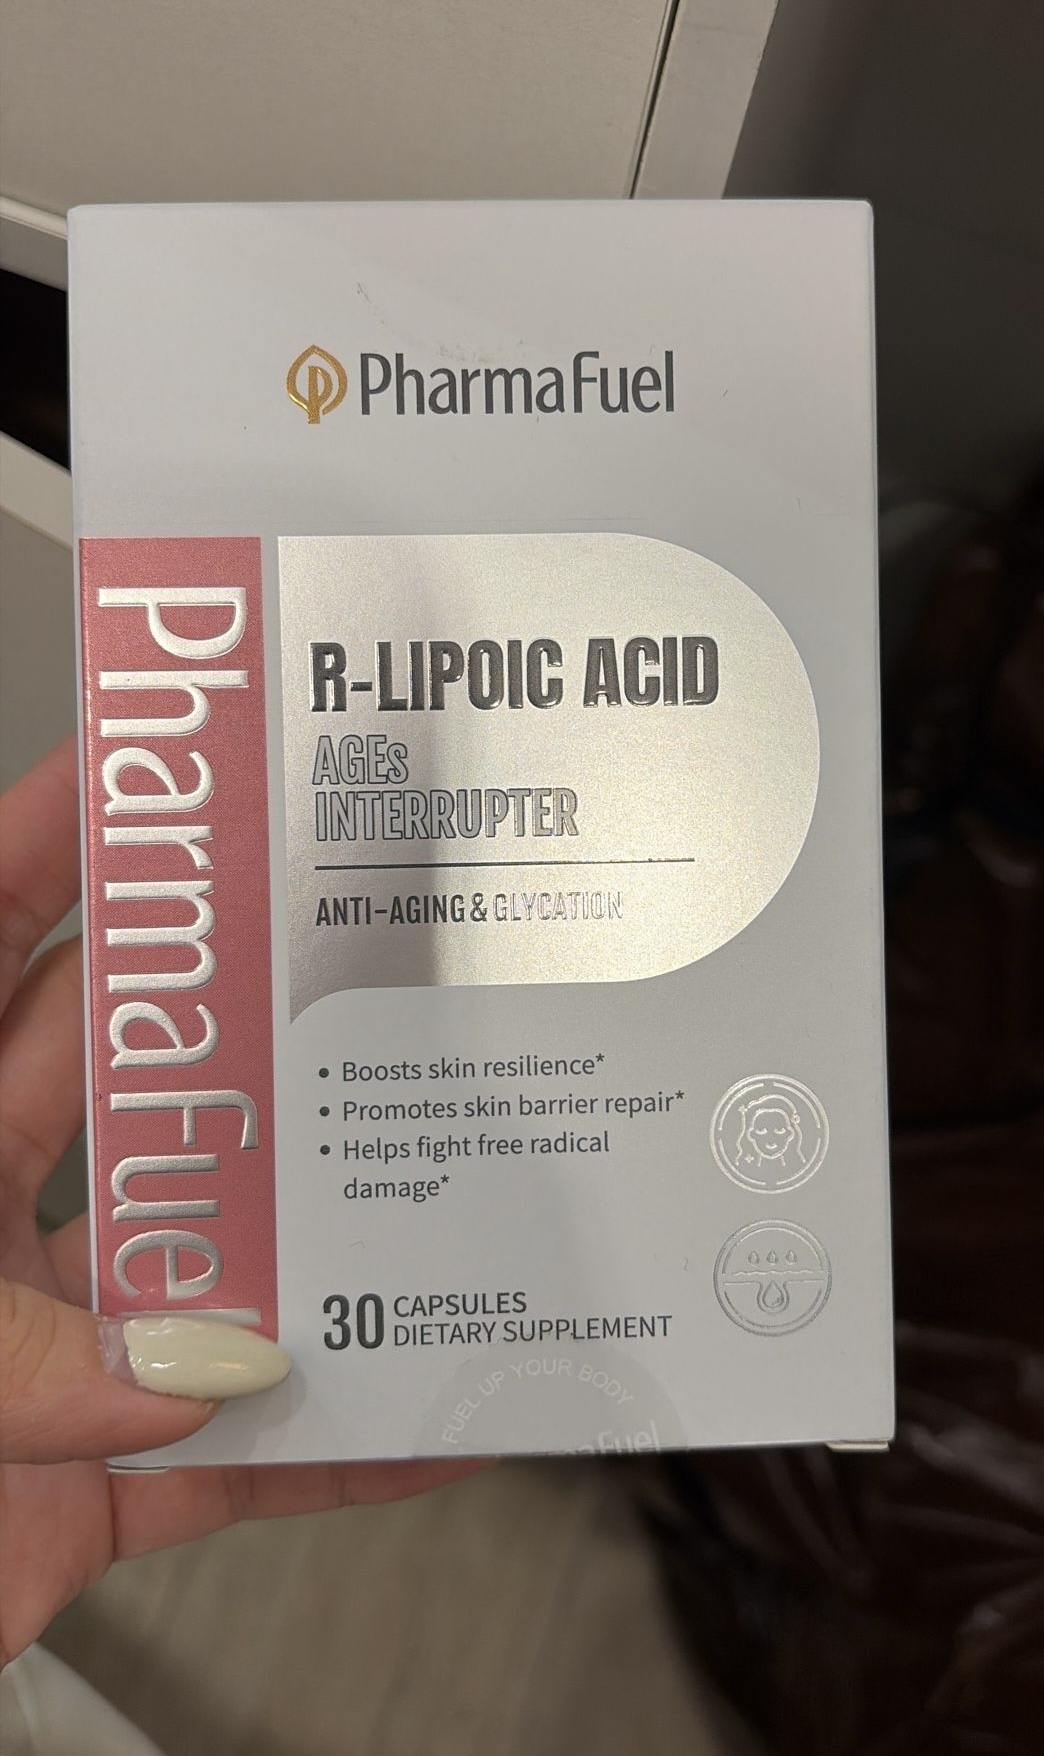 PharmaFuel
PharmaFuel
R-LIPOIC ACID
AGEs
INTERRUPTER
ANTI-AGING & GLYCATION
• Boosts skin resilience*
• Promotes skin barrier repair*
• Helps fight free radical
damage*
30 CAPSULES
DIETARY SUPPLEMENT
FUEL UP YOUR BODY
maFuel